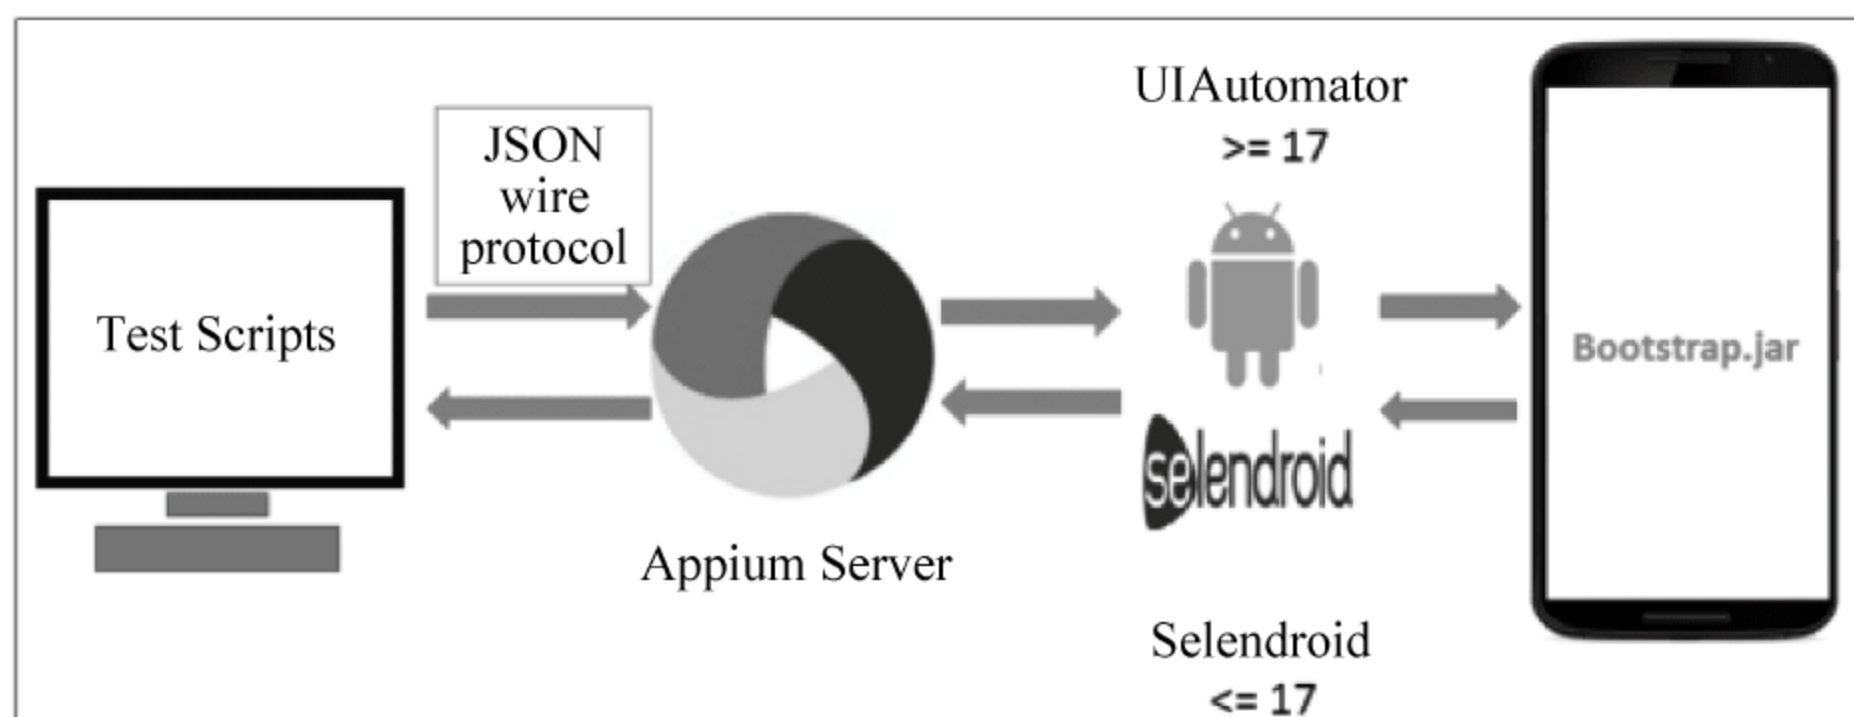 Test Scripts
JSON
wire
protocol
Appium Server
UIAutomator
>= 17
selendroid
Selendroid
<= 17
Bootstrap.jar